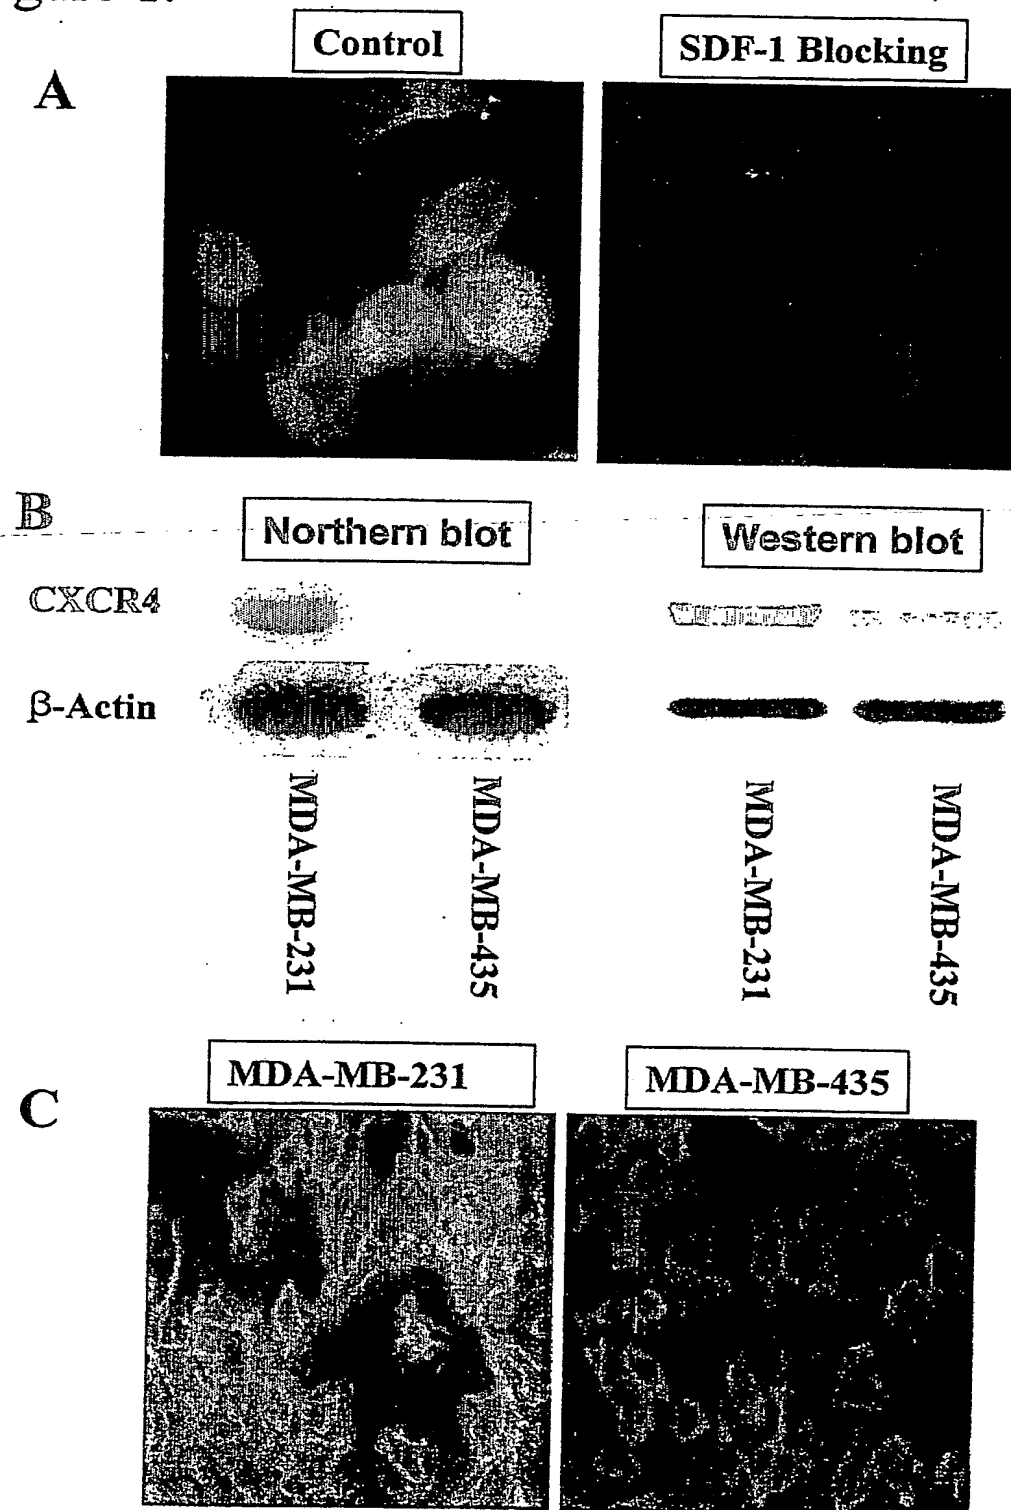 Control
SDF-1 Blocking
A
B
Northern blot
Western blot
CXCR4
β-Actin
MDA-MB-231
MDA-MB-435
MDA-MB-231
MDA-MB-435
MDA-MB-231
MDA-MB-435
C